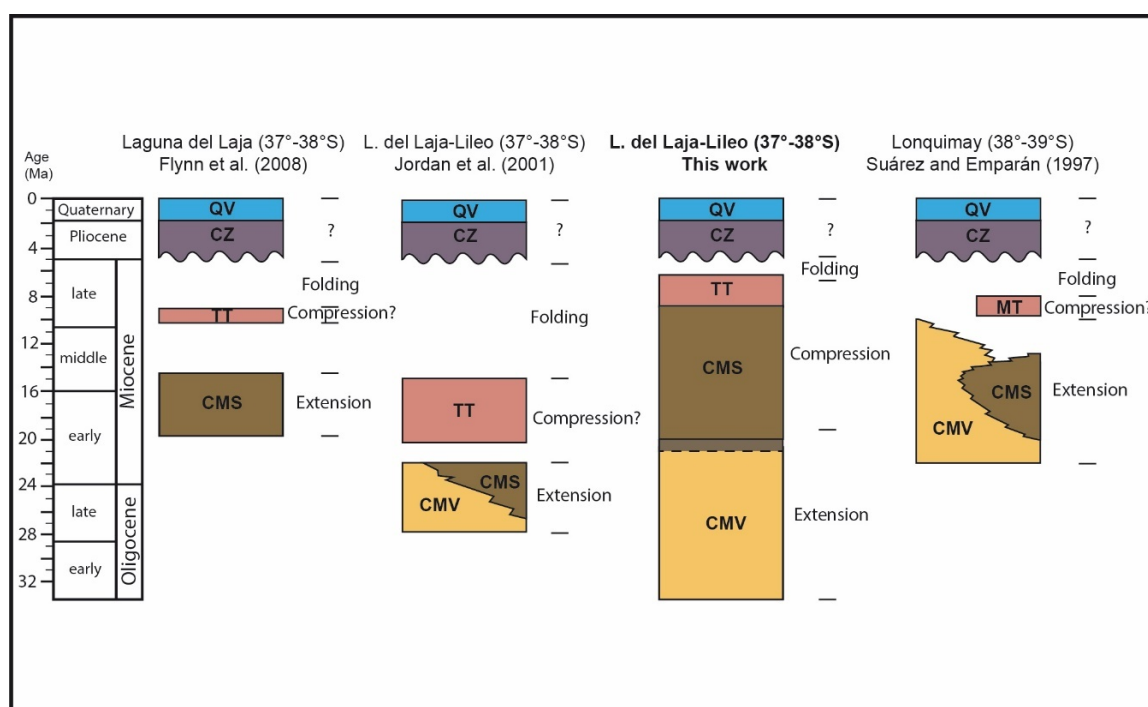 Laguna del Laja (37°-38°S)
Flynn et al. (2008)
L. del Laja-Lileo (37°-38°S)
Jordan et al. (2001)
L. del Laja-Lileo (37°-38°S)
This work
Lonquimay (38°-39°S)
Suárez and Emparán (1997)
Age
(Ma)
0
4
8
12
16
20
24
28
32
Quaternary
Pliocene
late
middle
early
Miocene
late
early
Oligocene
QV
CZ
?
Folding
TT
Compression?
CMS
Extension
QV
CZ
?
Folding
TT
Compression?
CMS
CMV
Extension
QV
CZ
?
Folding
TT
CMS
Compression
CMV
Extension
QV
CZ
?
Folding
MT
Compression?
CMS
CMV
Extension